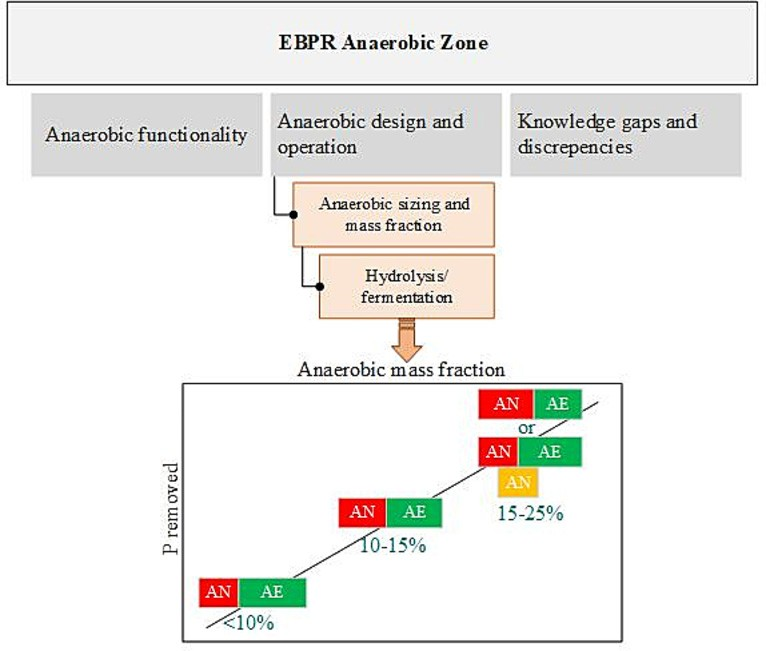 EBPR Anaerobic Zone
Anaerobic functionality
Anaerobic design and
operation
Knowledge gaps and
discrepencies
Anaerobic sizing and
mass fraction
Hydrolysis/
fermentation
Anaerobic mass fraction
P removed
AN AE
or
AN AE
AN
15-25%
AN AE
10-15%
AN AE
<10%